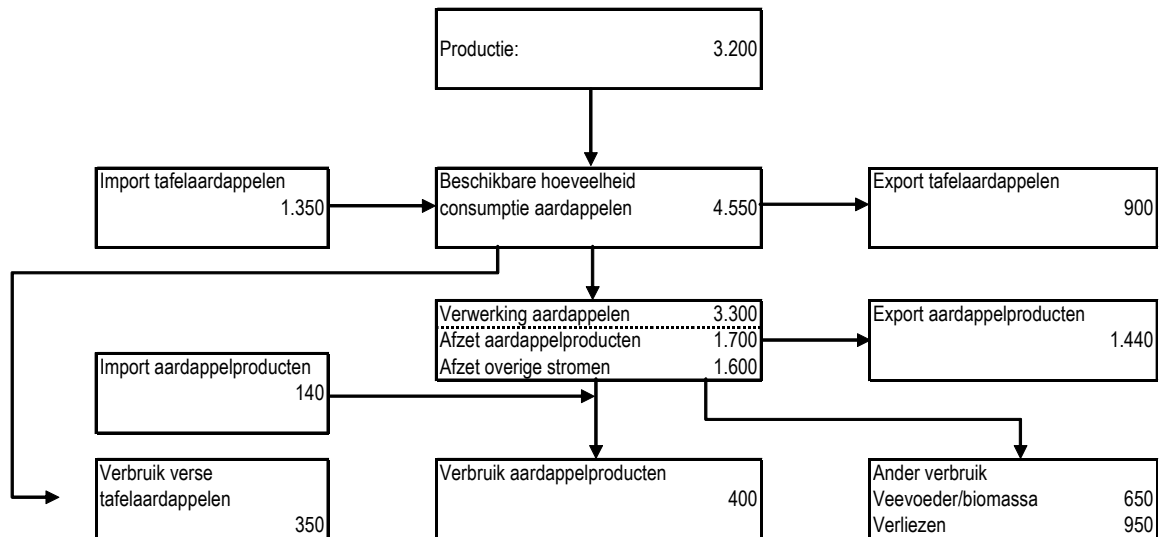 Productie: 3.200
Import tafelaardappelen
1.350
Beschikbare hoeveelheid
consumptie aardappelen 4.550
Export tafelaardappelen
900
Verwerking aardappelen 3.300
Afzet aardappelproducten 1.700
Afzet overige stromen 1.600
Export aardappelproducten
1.440
Import aardappelproducten
140
Verbruik verse
tafelaardappelen
350
Verbruik aardappelproducten
400
Ander verbruik
Veevoeder/biomassa 650
Verliezen 950